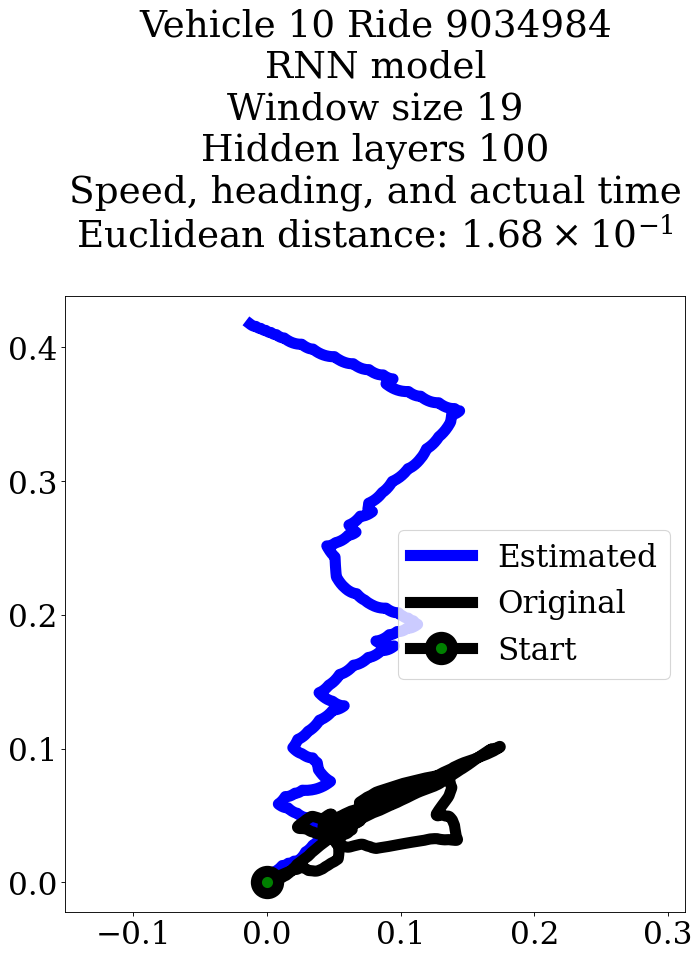 Vehicle 10 Ride 9034984
RNN model
Window size 19
Hidden layers 100
Speed, heading, and actual time
Euclidean distance: 1.68 × 10⁻¹
0.4
0.3
0.2
0.1
0.0
Estimated
Original
Start
−0.1 0.0 0.1 0.2 0.3